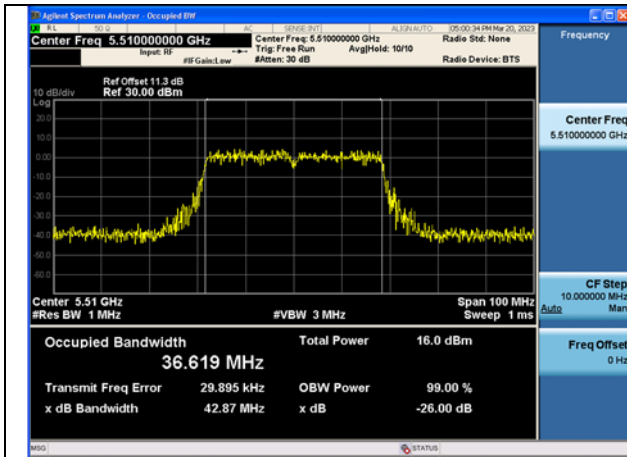 Agilent Spectrum Analyzer - Occupied BW
RL 50 Ω AC SENSE:INT ALIGN AUTO 05:00:34 PM Mar 20, 2023
Center Freq 5.510000000 GHz Center Freq: 5.510000000 GHz Radio Std: None
Input: RF Trig: Free Run Avg|Hold: 10/10
#IFGain:Low #Atten: 30 dB Radio Device: BTS
Frequency
Ref Offset 11.3 dB
10 dB/div Ref 30.00 dBm
Log
20.0
10.0
0.00
-10.0
-20.0
-30.0
-40.0
-50.0
-60.0
Center Freq
5.510000000 GHz
Center 5.51 GHz Span 100 MHz
#Res BW 1 MHz #VBW 3 MHz Sweep 1 ms
CF Step
10.000000 MHz
Auto Man
Occupied Bandwidth Total Power 16.0 dBm
36.619 MHz
Transmit Freq Error 29.895 kHz OBW Power 99.00 %
x dB Bandwidth 42.87 MHz x dB -26.00 dB
Freq Offset
0 Hz
MSG STATUS